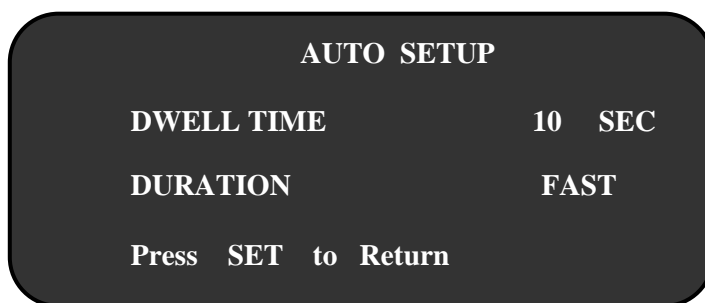 AUTO SETUP
DWELL TIME 10 SEC
DURATION FAST
Press SET to Return